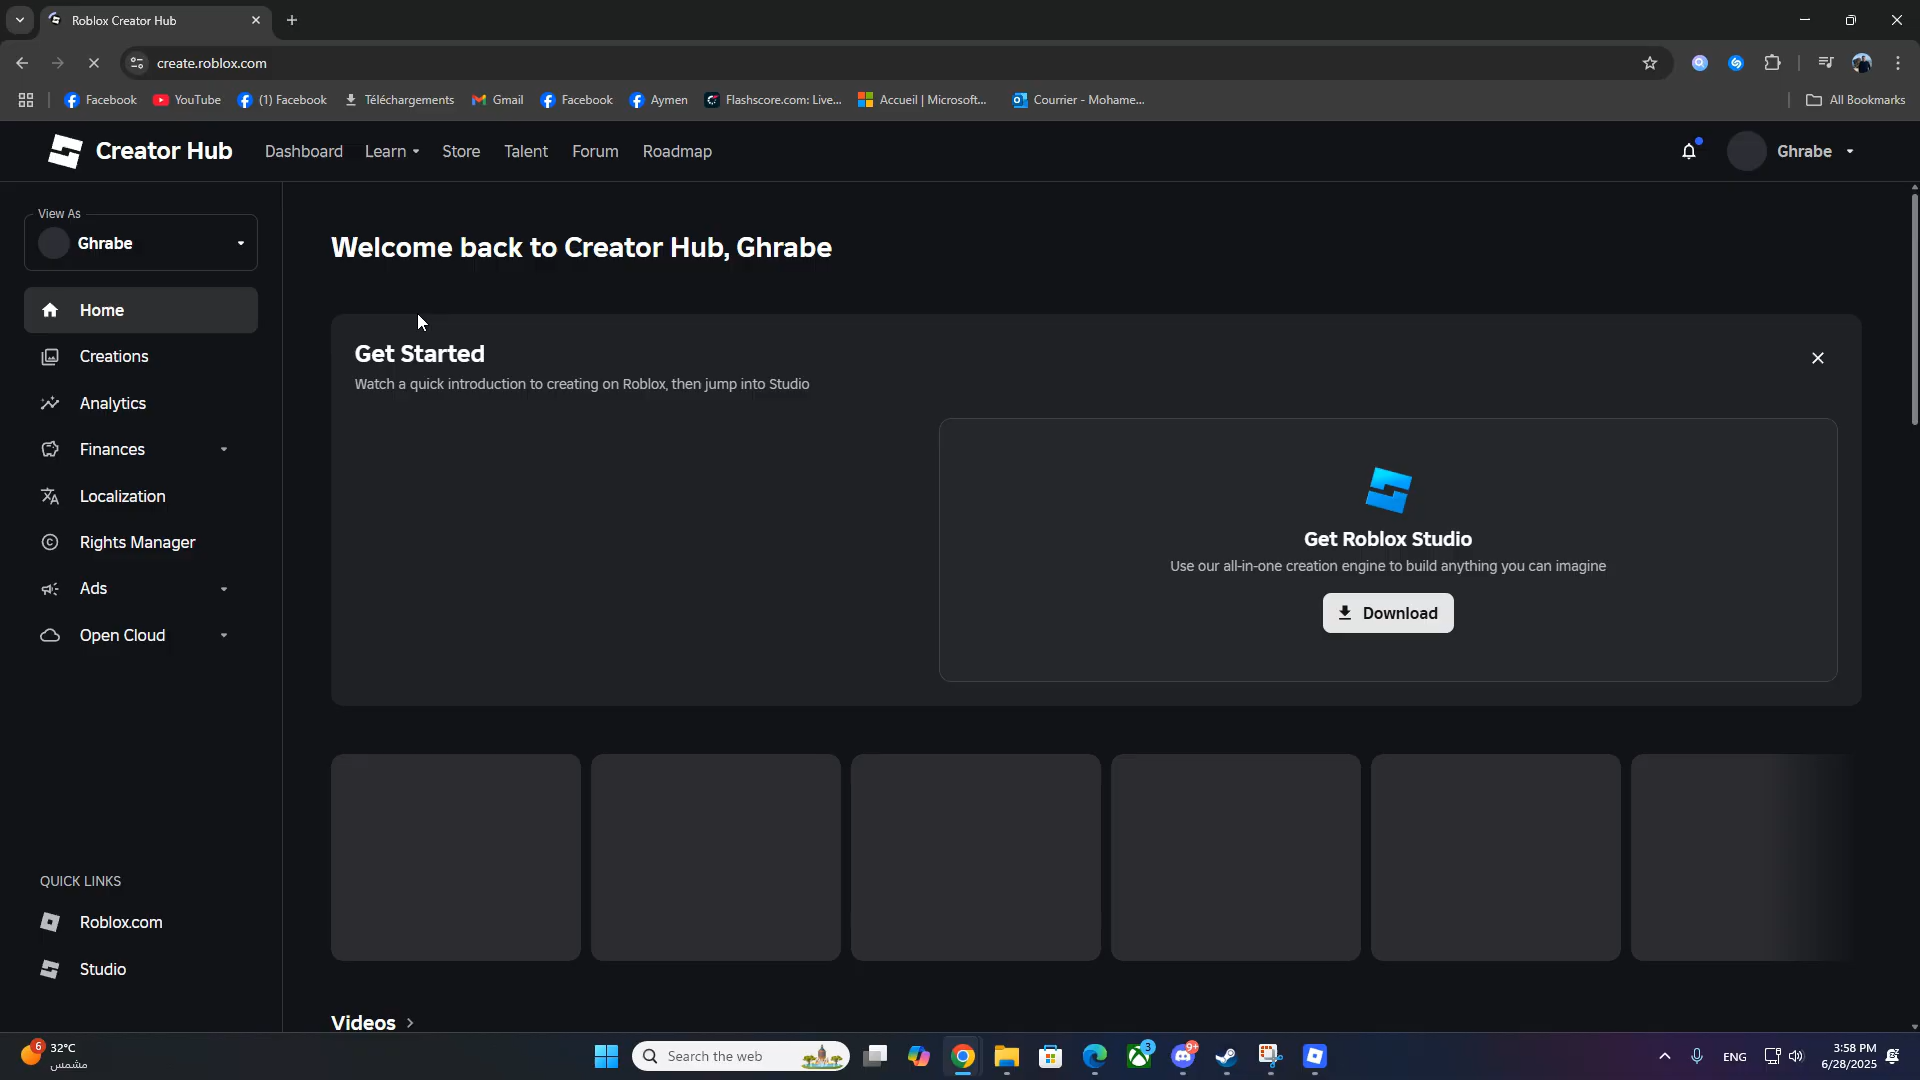 Roblox Creator Hub
create.roblox.com
Facebook
YouTube
(1) Facebook
Téléchargements
Gmail
Facebook
Aymen
Flashscore.com: Live...
Accueil | Microsoft...
Courrier - Mohame...
All Bookmarks
Creator Hub
Dashboard
Learn
Store
Talent
Forum
Roadmap
Ghrabe
View As
Ghrabe
Home
Creations
Analytics
Finances
Localization
Rights Manager
Ads
Open Cloud
QUICK LINKS
Roblox.com
Studio
Welcome back to Creator Hub, Ghrabe
Get Started
Watch a quick introduction to creating on Roblox, then jump into Studio
Get Roblox Studio
Use our all-in-one creation engine to build anything you can imagine
Download
Videos
6
32°C
مشمس
Search the web
3
9+
ENG
3:58 PM
6/28/2025